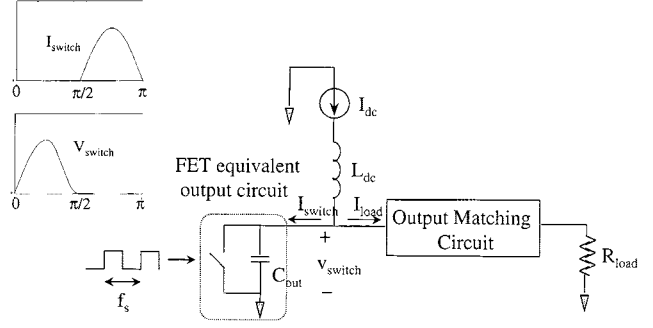 I_switch
0 π/2 π
V_switch
0 π/2 π
FET equivalent
output circuit
I_dc
L_dc
I_switch I_load
Output Matching
Circuit
R_load
+
v_switch
−
C_out
f_s